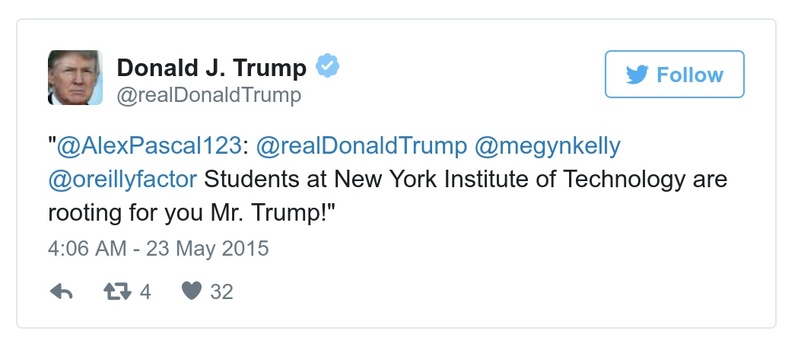 Donald J. Trump
@realDonaldTrump
Follow
"@AlexPascal123: @realDonaldTrump @megynkelly
@oreillyfactor Students at New York Institute of Technology are
rooting for you Mr. Trump!"
4:06 AM - 23 May 2015
4 32